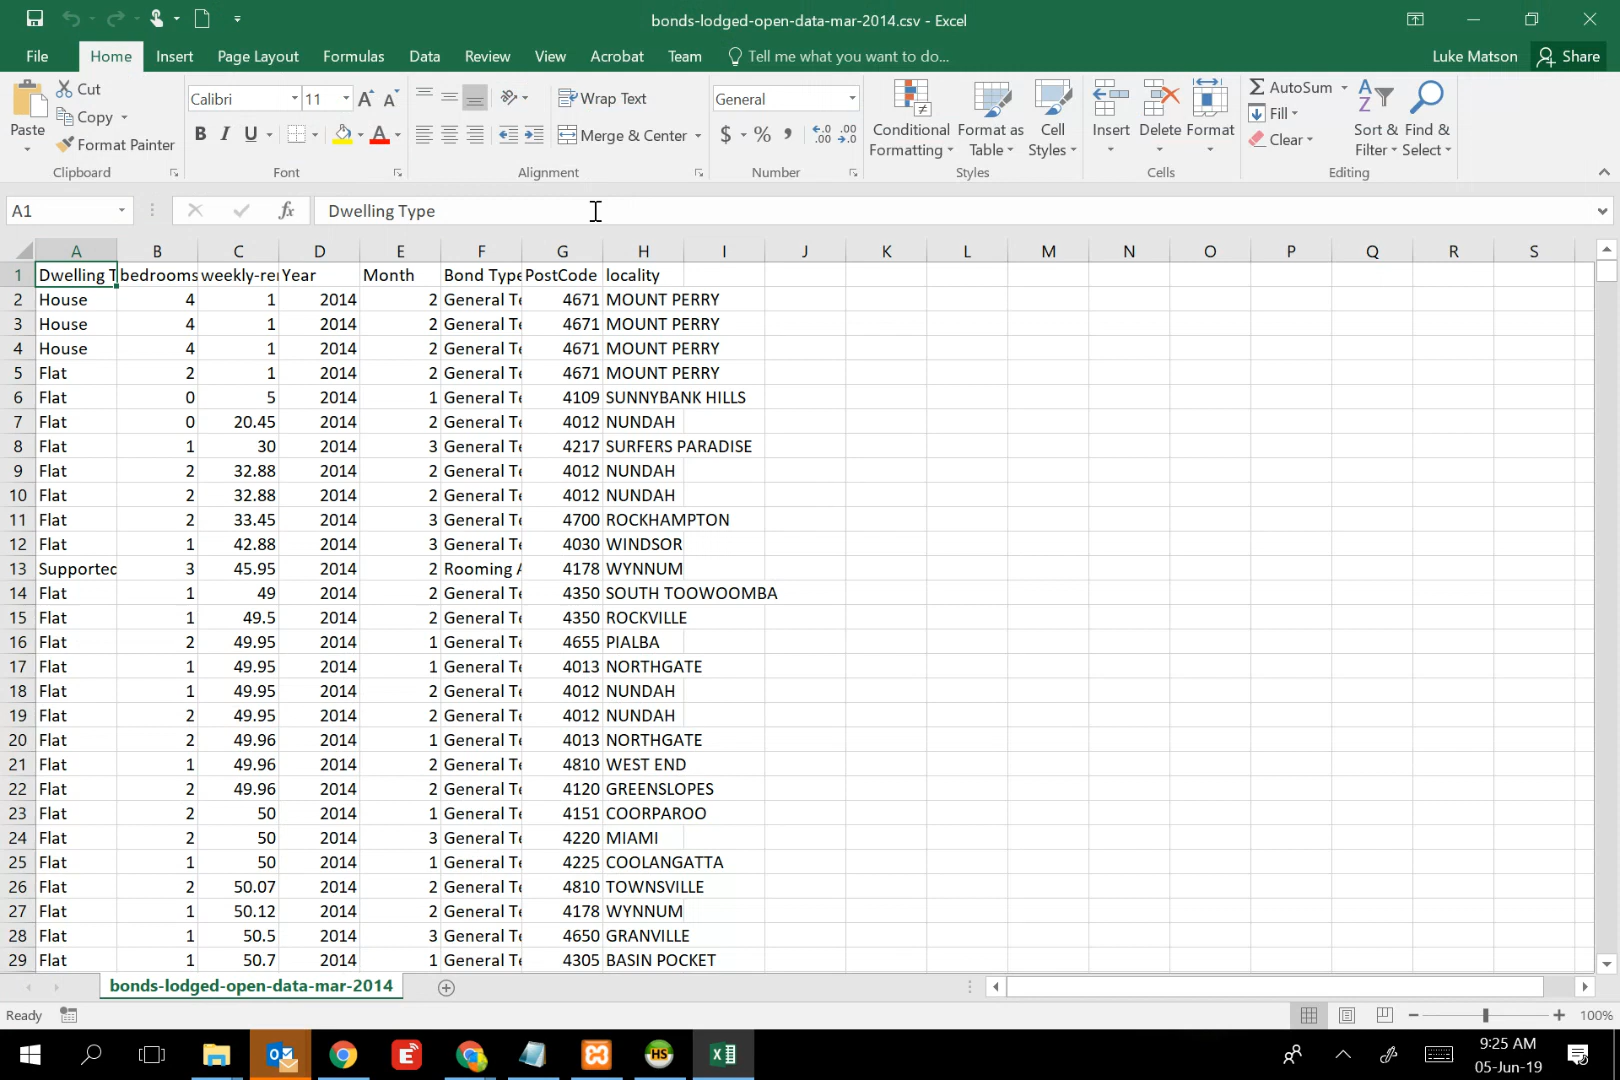 bonds-lodged-open-data-mar-2014.csv - Excel
File Home Insert Page Layout Formulas Data Review View Acrobat Team Tell me what you want to do... Luke Matson Share
Paste Cut Copy Format Painter
Clipboard
Calibri 11 B I U A
Font
Wrap Text
Merge & Center
Alignment
General
$ % ,
Number
Conditional Formatting
Format as Table
Cell Styles
Styles
Insert Delete Format
Cells
AutoSum
Fill
Clear
Sort & Filter
Find & Select
Editing
A1 fx Dwelling Type
A B C D E F G H I J K L M N O P Q R S
1 Dwelling T bedrooms weekly-re Year Month Bond Type PostCode locality
2 House 4 1 2014 2 General Te 4671 MOUNT PERRY
3 House 4 1 2014 2 General Te 4671 MOUNT PERRY
4 House 4 1 2014 2 General Te 4671 MOUNT PERRY
5 Flat 2 1 2014 2 General Te 4671 MOUNT PERRY
6 Flat 0 5 2014 1 General Te 4109 SUNNYBANK HILLS
7 Flat 0 20.45 2014 2 General Te 4012 NUNDAH
8 Flat 1 30 2014 3 General Te 4217 SURFERS PARADISE
9 Flat 2 32.88 2014 2 General Te 4012 NUNDAH
10 Flat 2 32.88 2014 2 General Te 4012 NUNDAH
11 Flat 2 33.45 2014 3 General Te 4700 ROCKHAMPTON
12 Flat 1 42.88 2014 3 General Te 4030 WINDSOR
13 Supported 3 45.95 2014 2 Rooming A 4178 WYNNUM
14 Flat 1 49 2014 2 General Te 4350 SOUTH TOOWOOMBA
15 Flat 1 49.5 2014 2 General Te 4350 ROCKVILLE
16 Flat 2 49.95 2014 1 General Te 4655 PIALBA
17 Flat 1 49.95 2014 1 General Te 4013 NORTHGATE
18 Flat 1 49.95 2014 2 General Te 4012 NUNDAH
19 Flat 2 49.95 2014 2 General Te 4012 NUNDAH
20 Flat 2 49.96 2014 1 General Te 4013 NORTHGATE
21 Flat 1 49.96 2014 2 General Te 4810 WEST END
22 Flat 2 49.96 2014 2 General Te 4120 GREENSLOPES
23 Flat 2 50 2014 1 General Te 4151 COORPAROO
24 Flat 2 50 2014 3 General Te 4220 MIAMI
25 Flat 1 50 2014 1 General Te 4225 COOLANGATTA
26 Flat 2 50.07 2014 2 General Te 4810 TOWNSVILLE
27 Flat 1 50.12 2014 2 General Te 4178 WYNNUM
28 Flat 1 50.5 2014 3 General Te 4650 GRANVILLE
29 Flat 1 50.7 2014 1 General Te 4305 BASIN POCKET
bonds-lodged-open-data-mar-2014
Ready 100%
9:25 AM
05-Jun-19